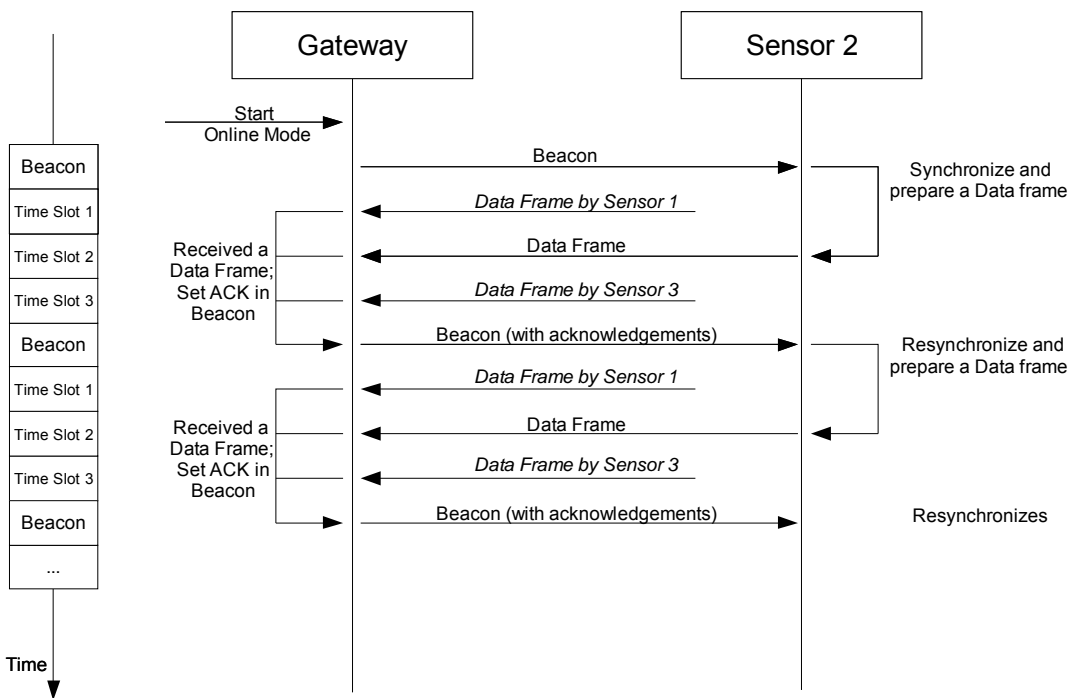 Gateway
Sensor 2
Start
Online Mode
Beacon
Beacon
Synchronize and
prepare a Data frame
Time Slot 1
Data Frame by Sensor 1
Time Slot 2
Received a
Data Frame;
Set ACK in
Beacon
Data Frame
Time Slot 3
Data Frame by Sensor 3
Beacon
Beacon (with acknowledgements)
Resynchronize and
prepare a Data frame
Time Slot 1
Data Frame by Sensor 1
Time Slot 2
Received a
Data Frame;
Set ACK in
Beacon
Data Frame
Time Slot 3
Data Frame by Sensor 3
Beacon
Beacon (with acknowledgements)
Resynchronizes
...
Time